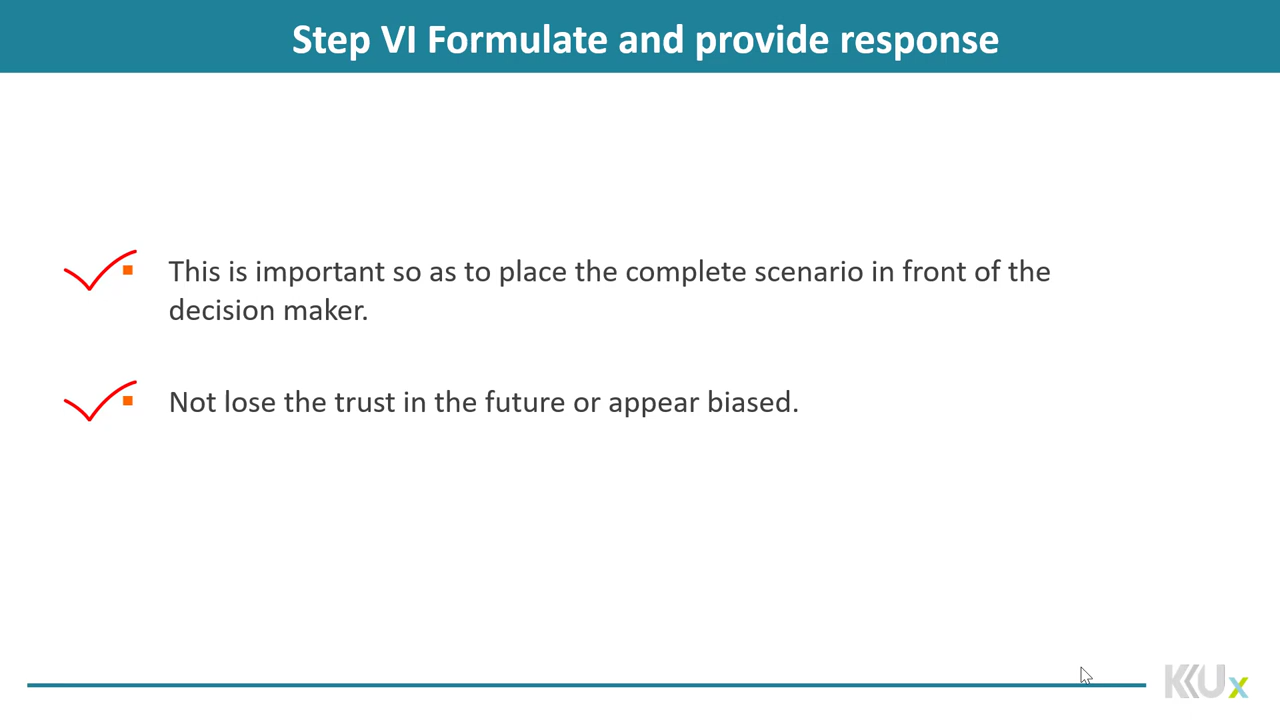 Step VI Formulate and provide response
This is important so as to place the complete scenario in front of the
decision maker.
Not lose the trust in the future or appear biased.
KKUx